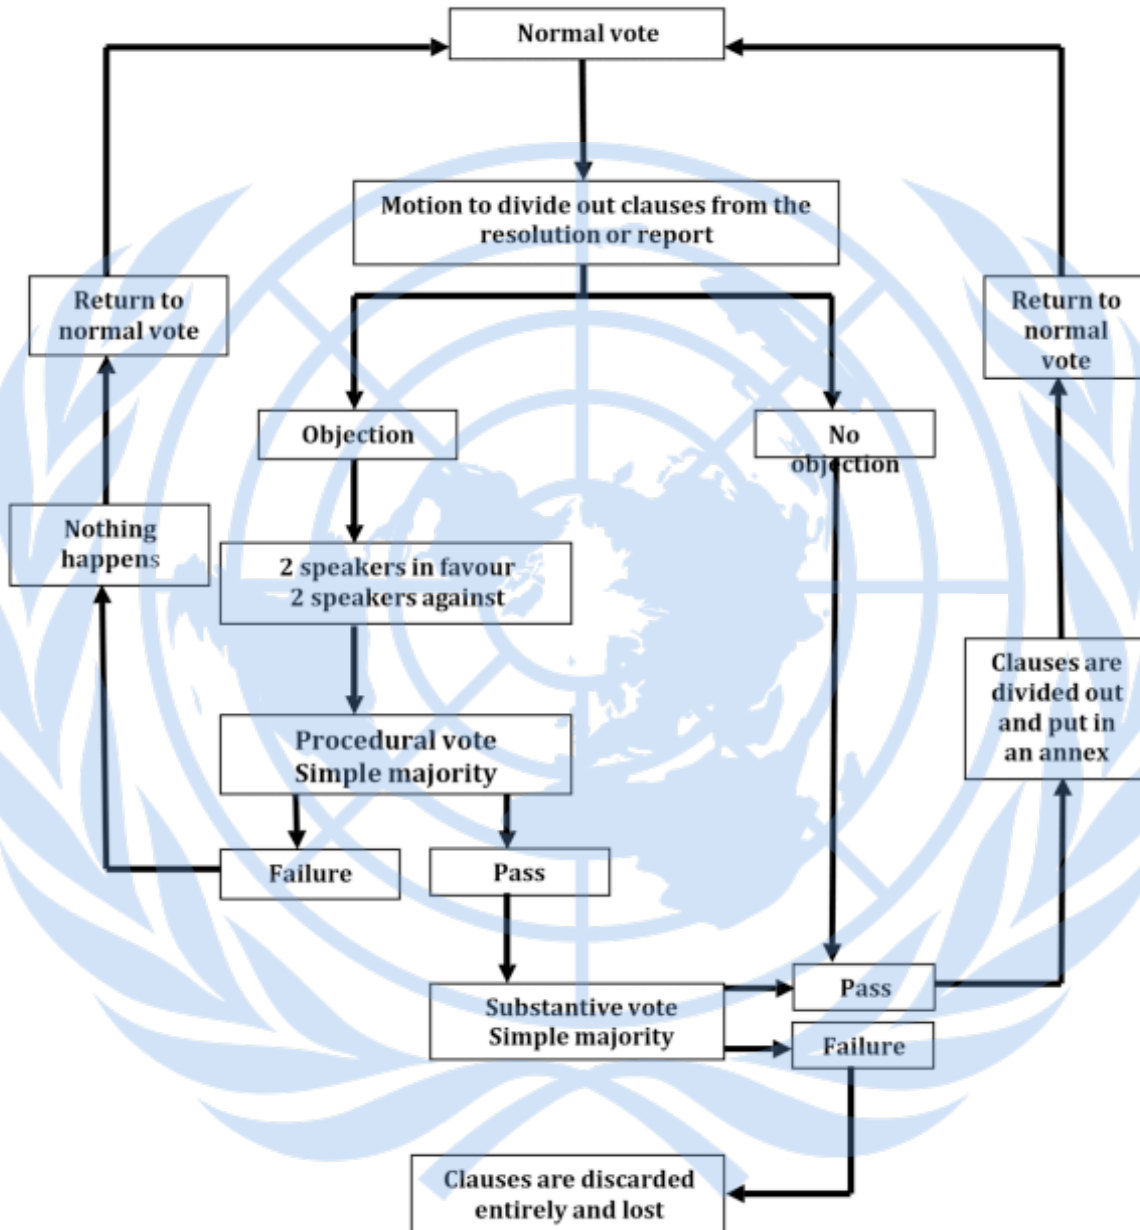 Normal vote
Motion to divide out clauses from the
resolution or report
Return to
normal vote
Return to
normal
vote
Objection
No
objection
Nothing
happens
2 speakers in favour
2 speakers against
Clauses are
divided out
and put in
an annex
Procedural vote
Simple majority
Failure
Pass
Substantive vote
Simple majority
Pass
Failure
Clauses are discarded
entirely and lost